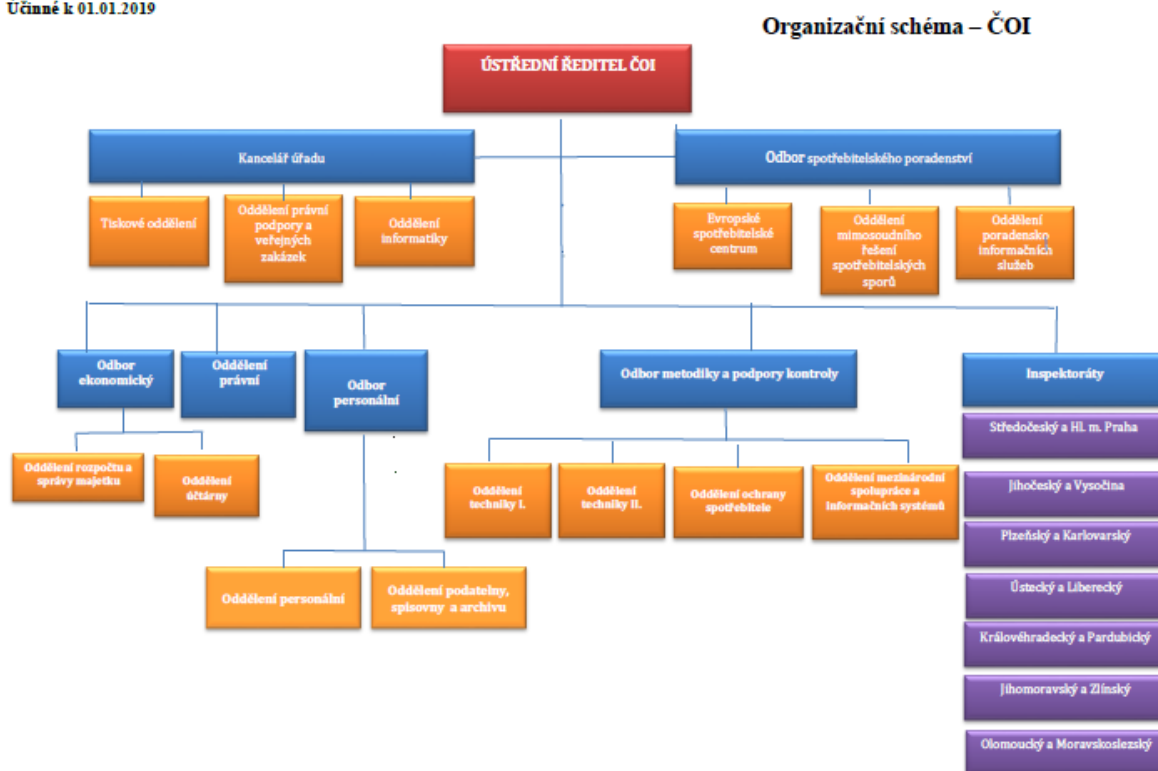 Účinné k 01.01.2019
Organizační schéma – ČOI
ÚSTŘEDNÍ ŘEDITEL ČOI
Kancelář úřadu
Odbor spotřebitelského poradenství
Tiskové oddělení
Oddělení právní
podpory a
veřejných
zakázek
Oddělení
informatiky
Evropské
spotřebitelské
centrum
Oddělení
mimosoudního
řešení
spotřebitelských
sporů
Oddělení
poradensko
informačních
služeb
Odbor
ekonomický
Oddělení
právní
Odbor
personální
Odbor metodiky a podpory kontroly
Inspektoráty
Oddělení rozpočtu a
správy majetku
Oddělení
účtárny
Oddělení
techniky I.
Oddělení
techniky II.
Oddělení ochrany
spotřebitele
Oddělení mezinárodní
spolupráce a
informačních systémů
Oddělení personální
Oddělení podatelny,
spisovny a archivu
Středočeský a Hl. m. Praha
Jihočeský a Vysočina
Plzeňský a Karlovarský
Ústecký a Liberecký
Královéhradecký a Pardubický
Jihomoravský a Zlínský
Olomoucký a Moravskoslezský